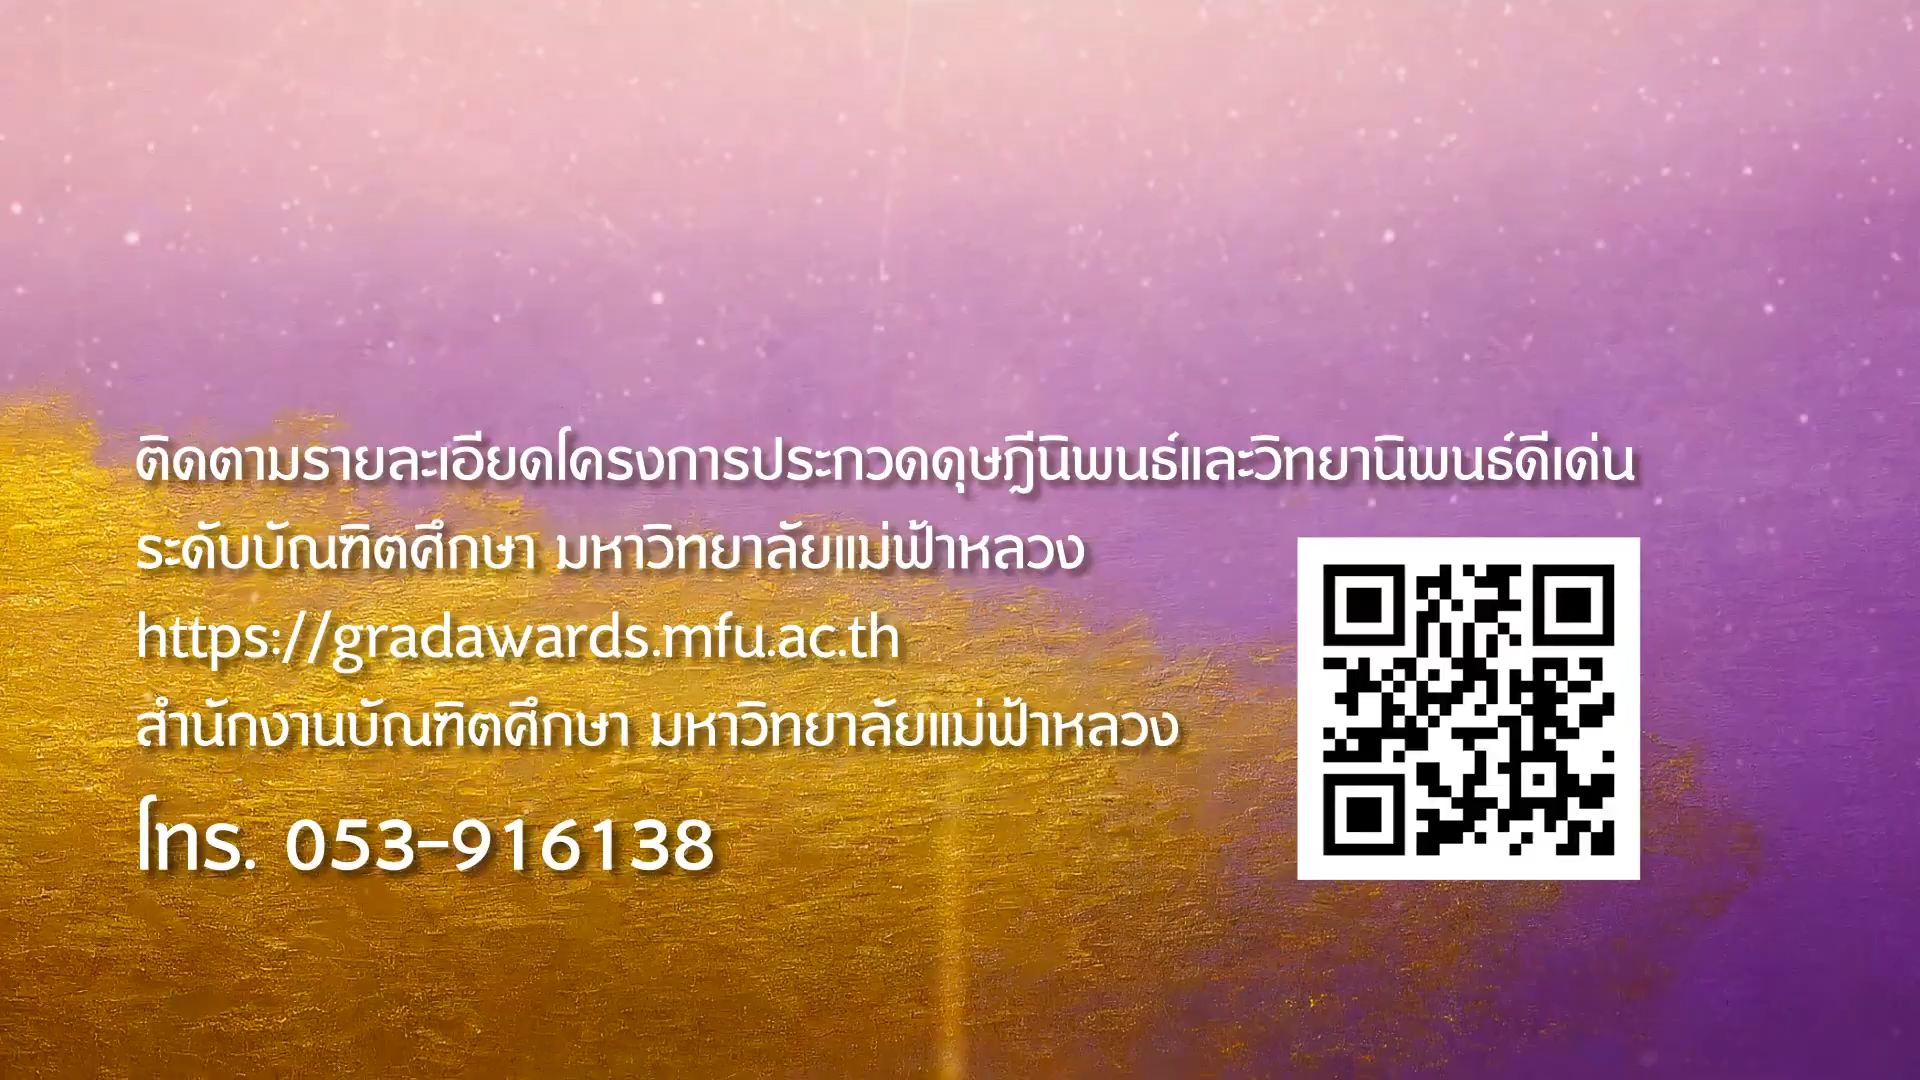 ติดตามรายละเอียดโครงการประกวดดุษฎีนิพนธ์และวิทยานิพนธ์ดีเด่น
ระดับบัณฑิตศึกษา มหาวิทยาลัยแม่ฟ้าหลวง
https://gradawards.mfu.ac.th
สำนักงานบัณฑิตศึกษา มหาวิทยาลัยแม่ฟ้าหลวง
โทร. 053-916138